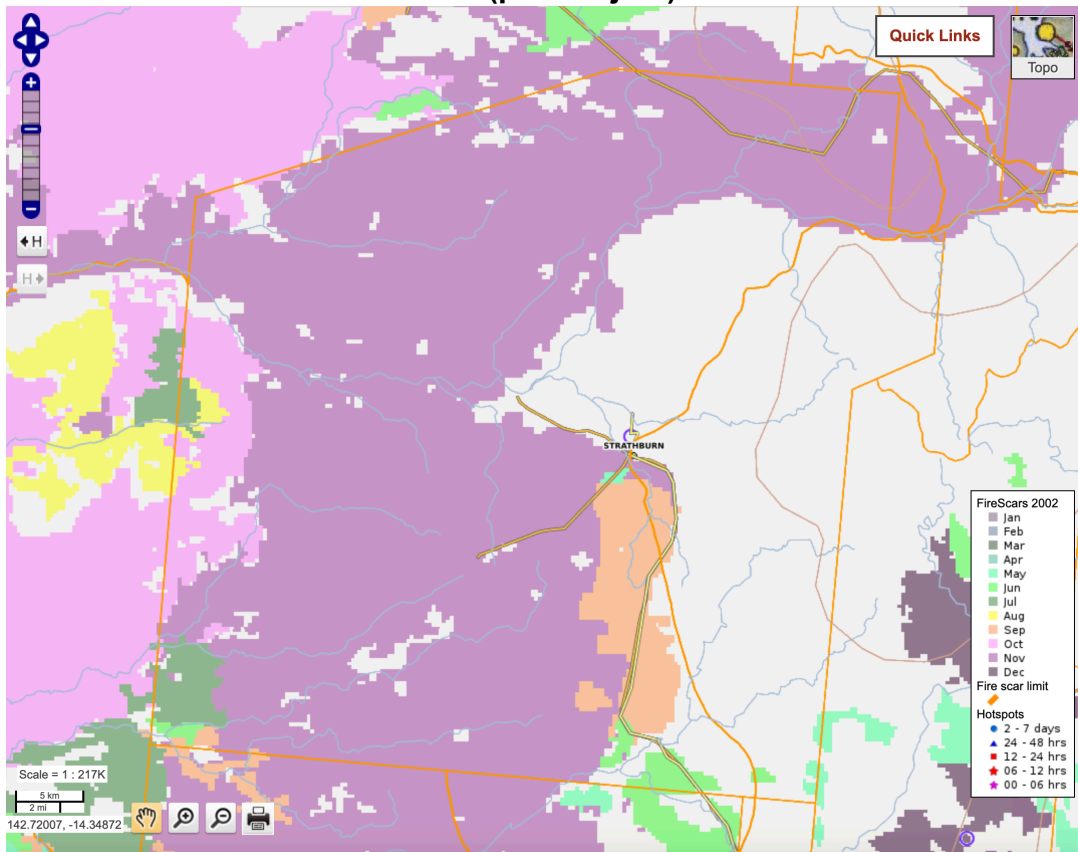 Quick Links
Topo
H
H
STRATHBURN
FireScars 2002
Jan
Feb
Mar
Apr
May
Jun
Jul
Aug
Sep
Oct
Nov
Dec
Fire scar limit
Hotspots
2 - 7 days
24 - 48 hrs
12 - 24 hrs
06 - 12 hrs
00 - 06 hrs
Scale = 1 : 217K
5 km
2 mi
142.72007, -14.34872